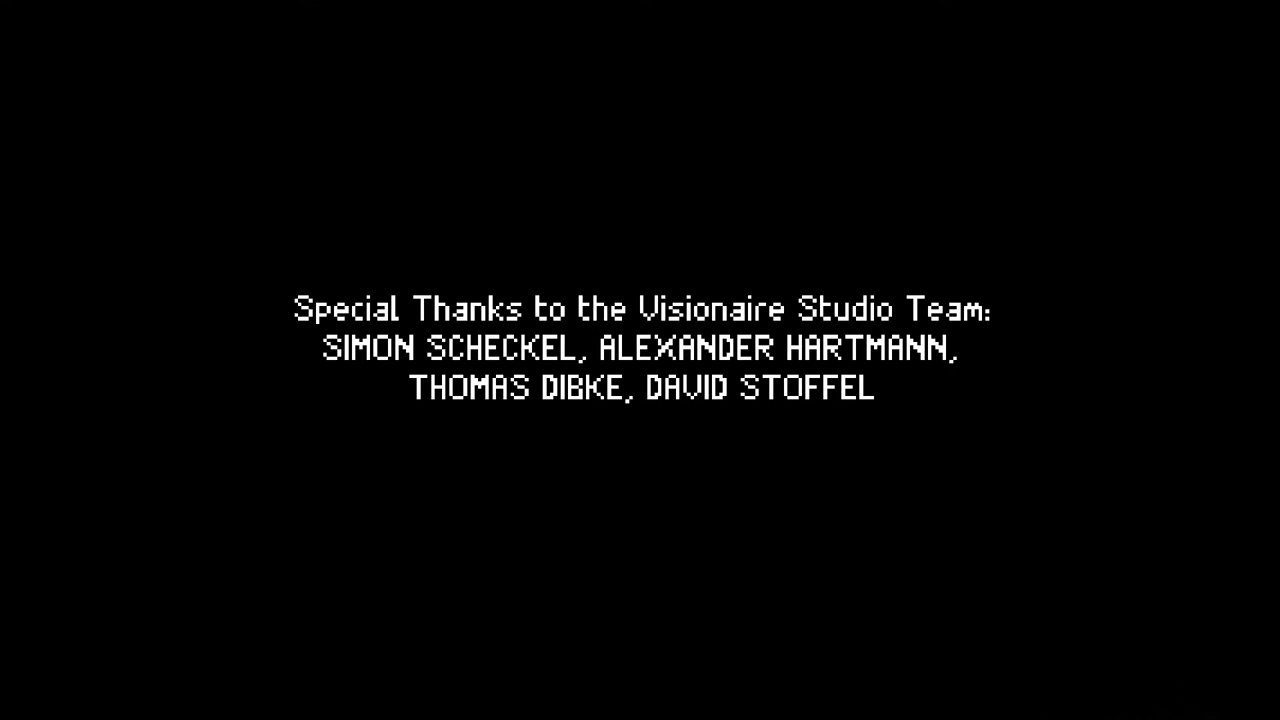 Special Thanks to the Visionaire Studio Team:
SIMON SCHECKEL, ALEXANDER HARTMANN,
THOMAS DIBKE, DAVID STOFFEL